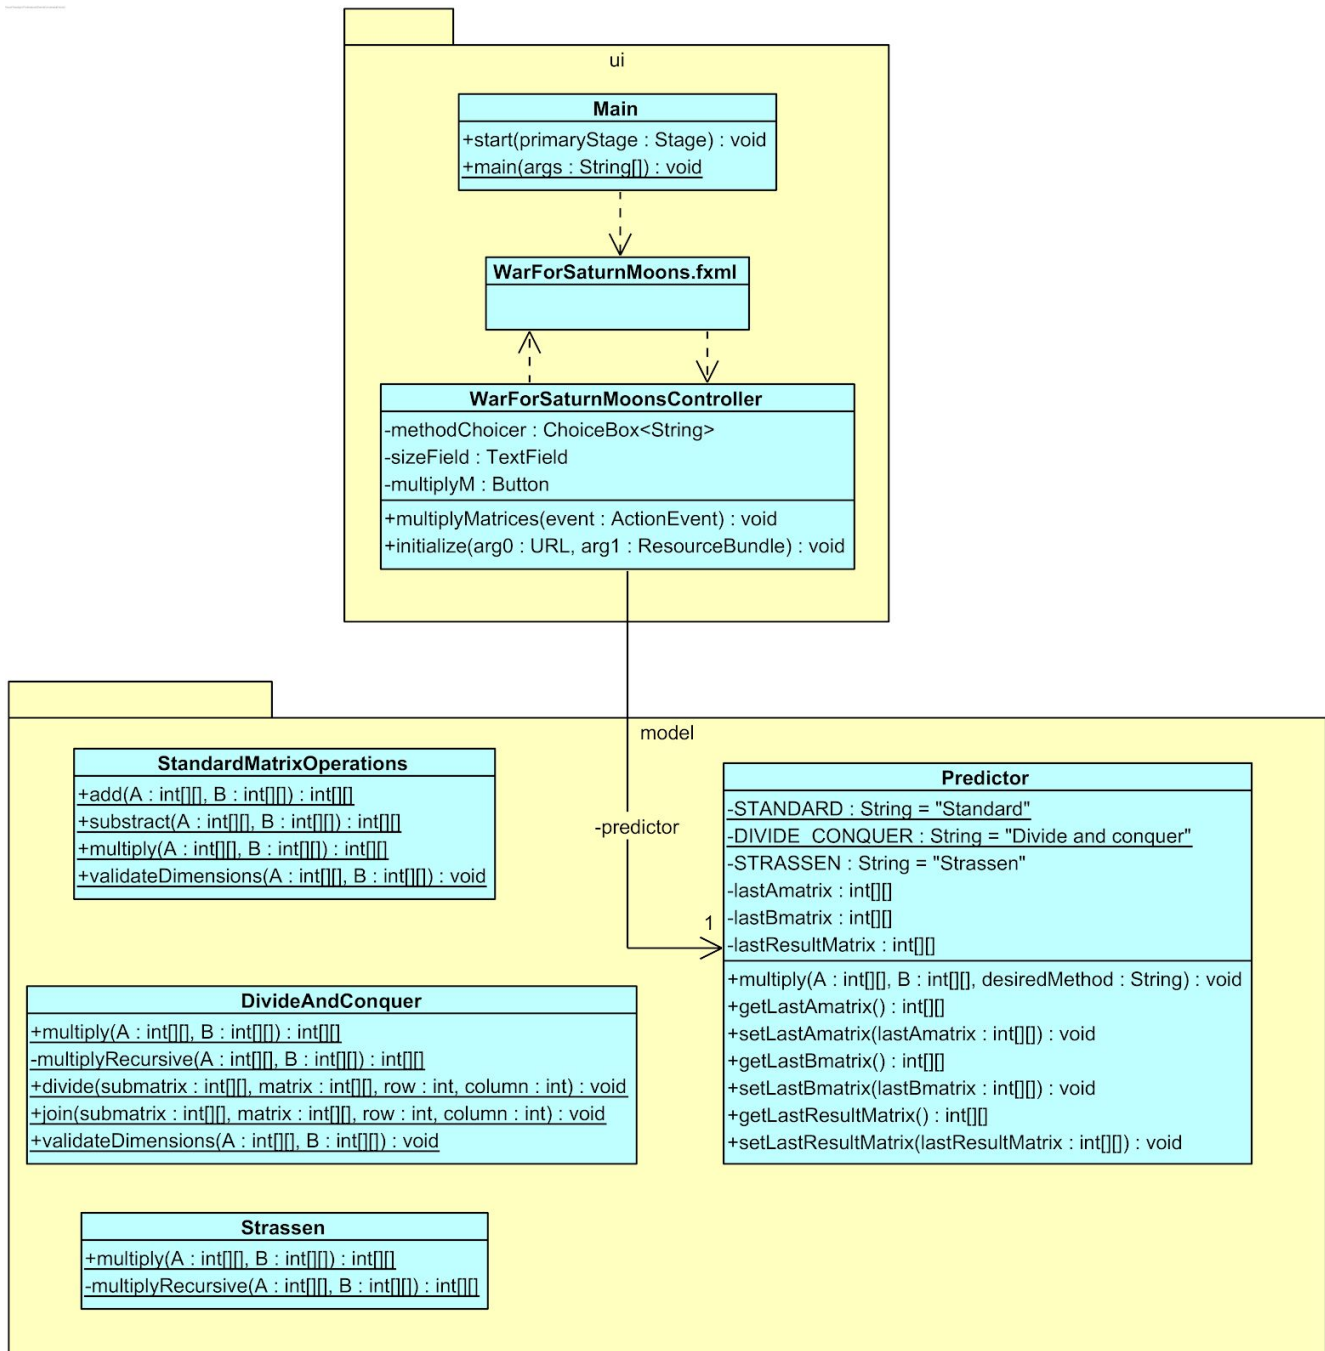 ui
Main
+start(primaryStage : Stage) : void
+main(args : String[]) : void
WarForSaturnMoons.fxml
WarForSaturnMoonsController
-methodChoicer : ChoiceBox<String>
-sizeField : TextField
-multiplyM : Button
+multiplyMatrices(event : ActionEvent) : void
+initialize(arg0 : URL, arg1 : ResourceBundle) : void
model
-predictor
1
StandardMatrixOperations
+add(A : int[][], B : int[][]) : int[][]
+substract(A : int[][], B : int[][]) : int[][]
+multiply(A : int[][], B : int[][]) : int[][]
+validateDimensions(A : int[][], B : int[][]) : void
DivideAndConquer
+multiply(A : int[][], B : int[][]) : int[][]
-multiplyRecursive(A : int[][], B : int[][]) : int[][]
+divide(submatrix : int[][], matrix : int[][], row : int, column : int) : void
+join(submatrix : int[][], matrix : int[][], row : int, column : int) : void
+validateDimensions(A : int[][], B : int[][]) : void
Strassen
+multiply(A : int[][], B : int[][]) : int[][]
-multiplyRecursive(A : int[][], B : int[][]) : int[][]
Predictor
-STANDARD : String = "Standard"
-DIVIDE_CONQUER : String = "Divide and conquer"
-STRASSEN : String = "Strassen"
-lastAmatrix : int[][]
-lastBmatrix : int[][]
-lastResultMatrix : int[][]
+multiply(A : int[][], B : int[][], desiredMethod : String) : void
+getLastAmatrix() : int[][]
+setLastAmatrix(lastAmatrix : int[][]) : void
+getLastBmatrix() : int[][]
+setLastBmatrix(lastBmatrix : int[][]) : void
+getLastResultMatrix() : int[][]
+setLastResultMatrix(lastResultMatrix : int[][]) : void